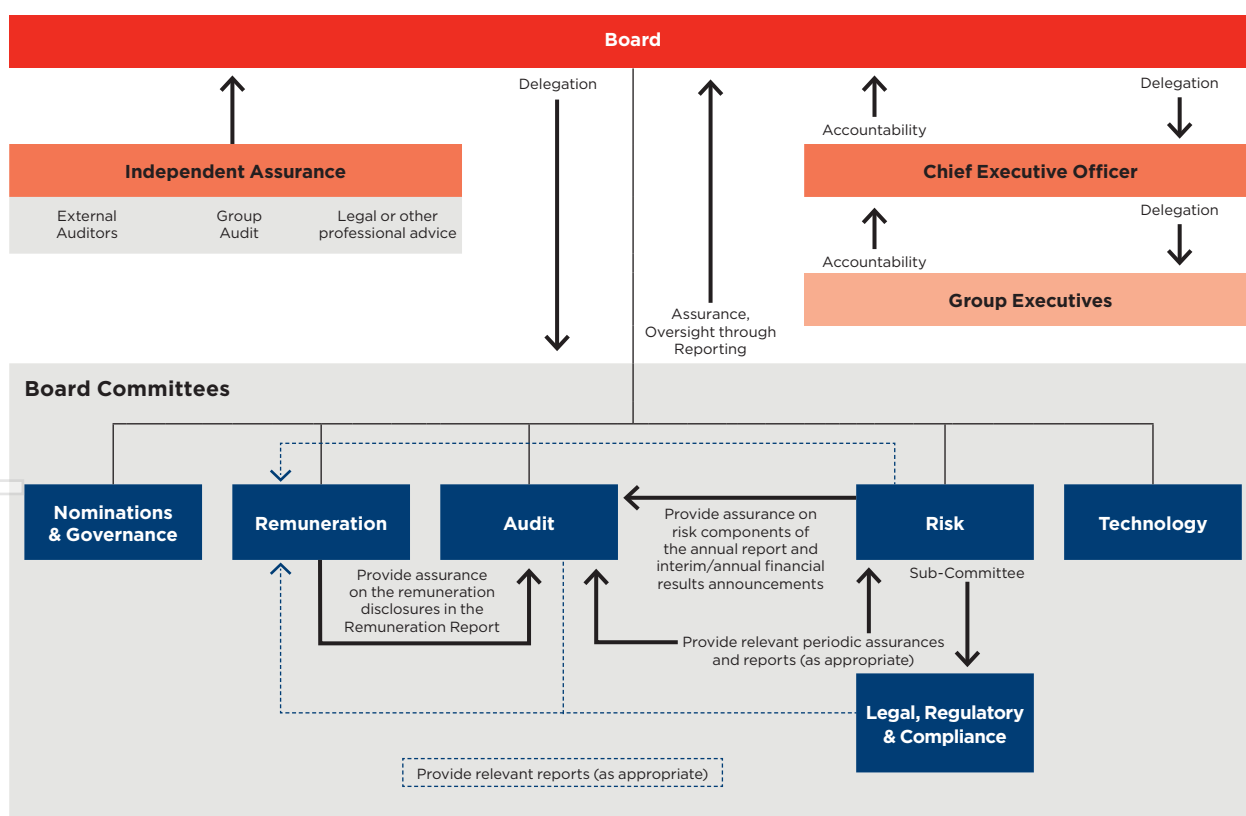 Board
Delegation
Delegation
Accountability
Independent Assurance
Chief Executive Officer
External
Auditors
Group
Audit
Legal or other
professional advice
Delegation
Accountability
Group Executives
Assurance,
Oversight through
Reporting
Board Committees
Nominations
& Governance
Remuneration
Audit
Provide assurance on
risk components of
the annual report and
interim/annual financial
results announcements
Risk
Technology
Provide assurance
on the remuneration
disclosures in the
Remuneration Report
Sub-Committee
Provide relevant periodic assurances
and reports (as appropriate)
Legal, Regulatory
& Compliance
Provide relevant reports (as appropriate)